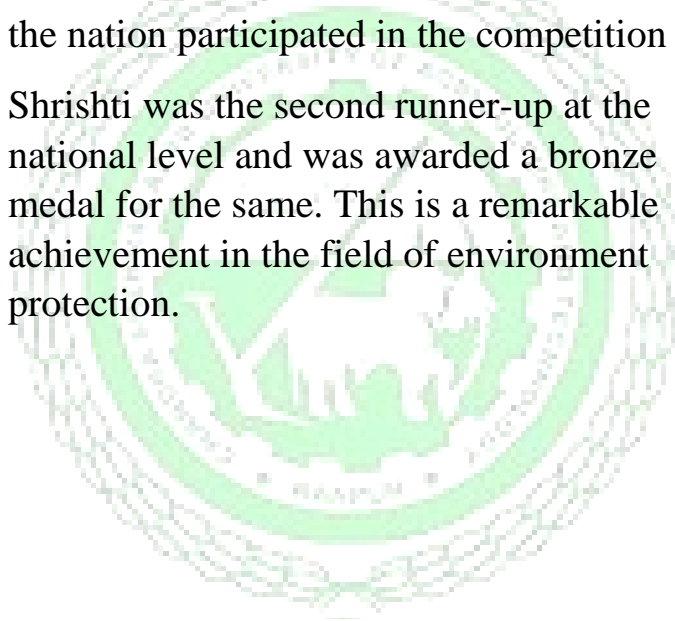 the nation participated in the competition
Shrishti was the second runner-up at the
national level and was awarded a bronze
medal for the same. This is a remarkable
achievement in the field of environment
protection.